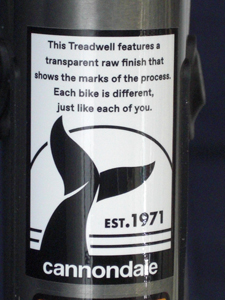 This Treadwell features a
transparent raw finish that
shows the marks of the process.
Each bike is different,
just like each of you.
EST.1971
cannondale